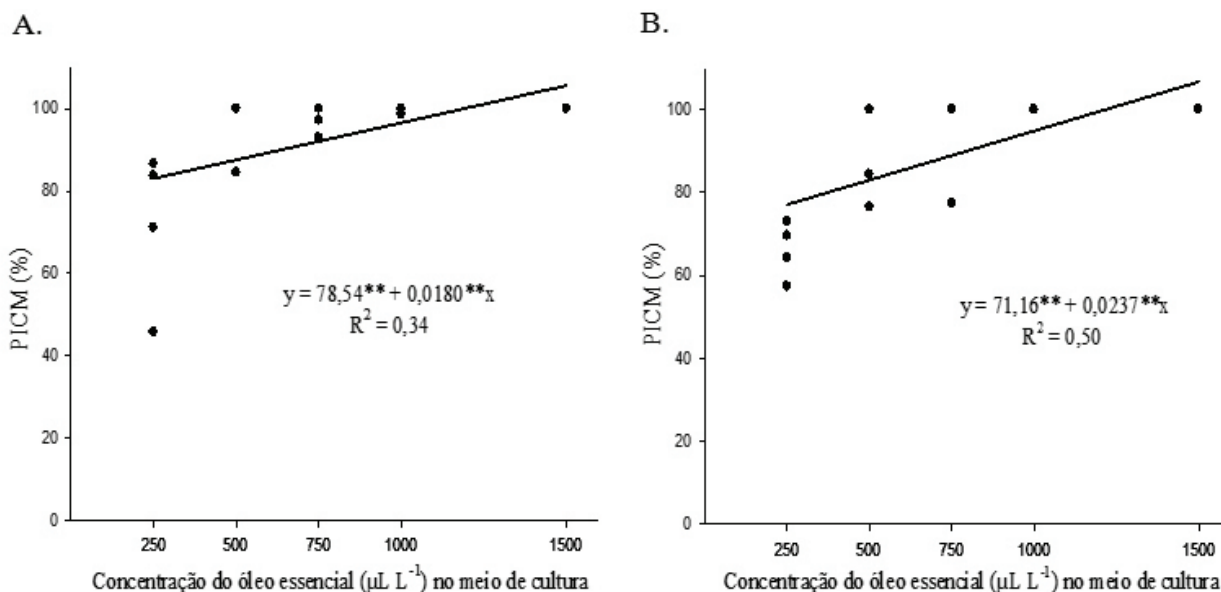 A.
PICM (%)
100
80
60
40
20
0
y = 78,54** + 0,0180**x
R² = 0,34
250 500 750 1000 1500
Concentração do óleo essencial (µL L⁻¹) no meio de cultura
B.
PICM (%)
100
80
60
40
20
0
y = 71,16** + 0,0237**x
R² = 0,50
250 500 750 1000 1500
Concentração do óleo essencial (µL L⁻¹) no meio de cultura